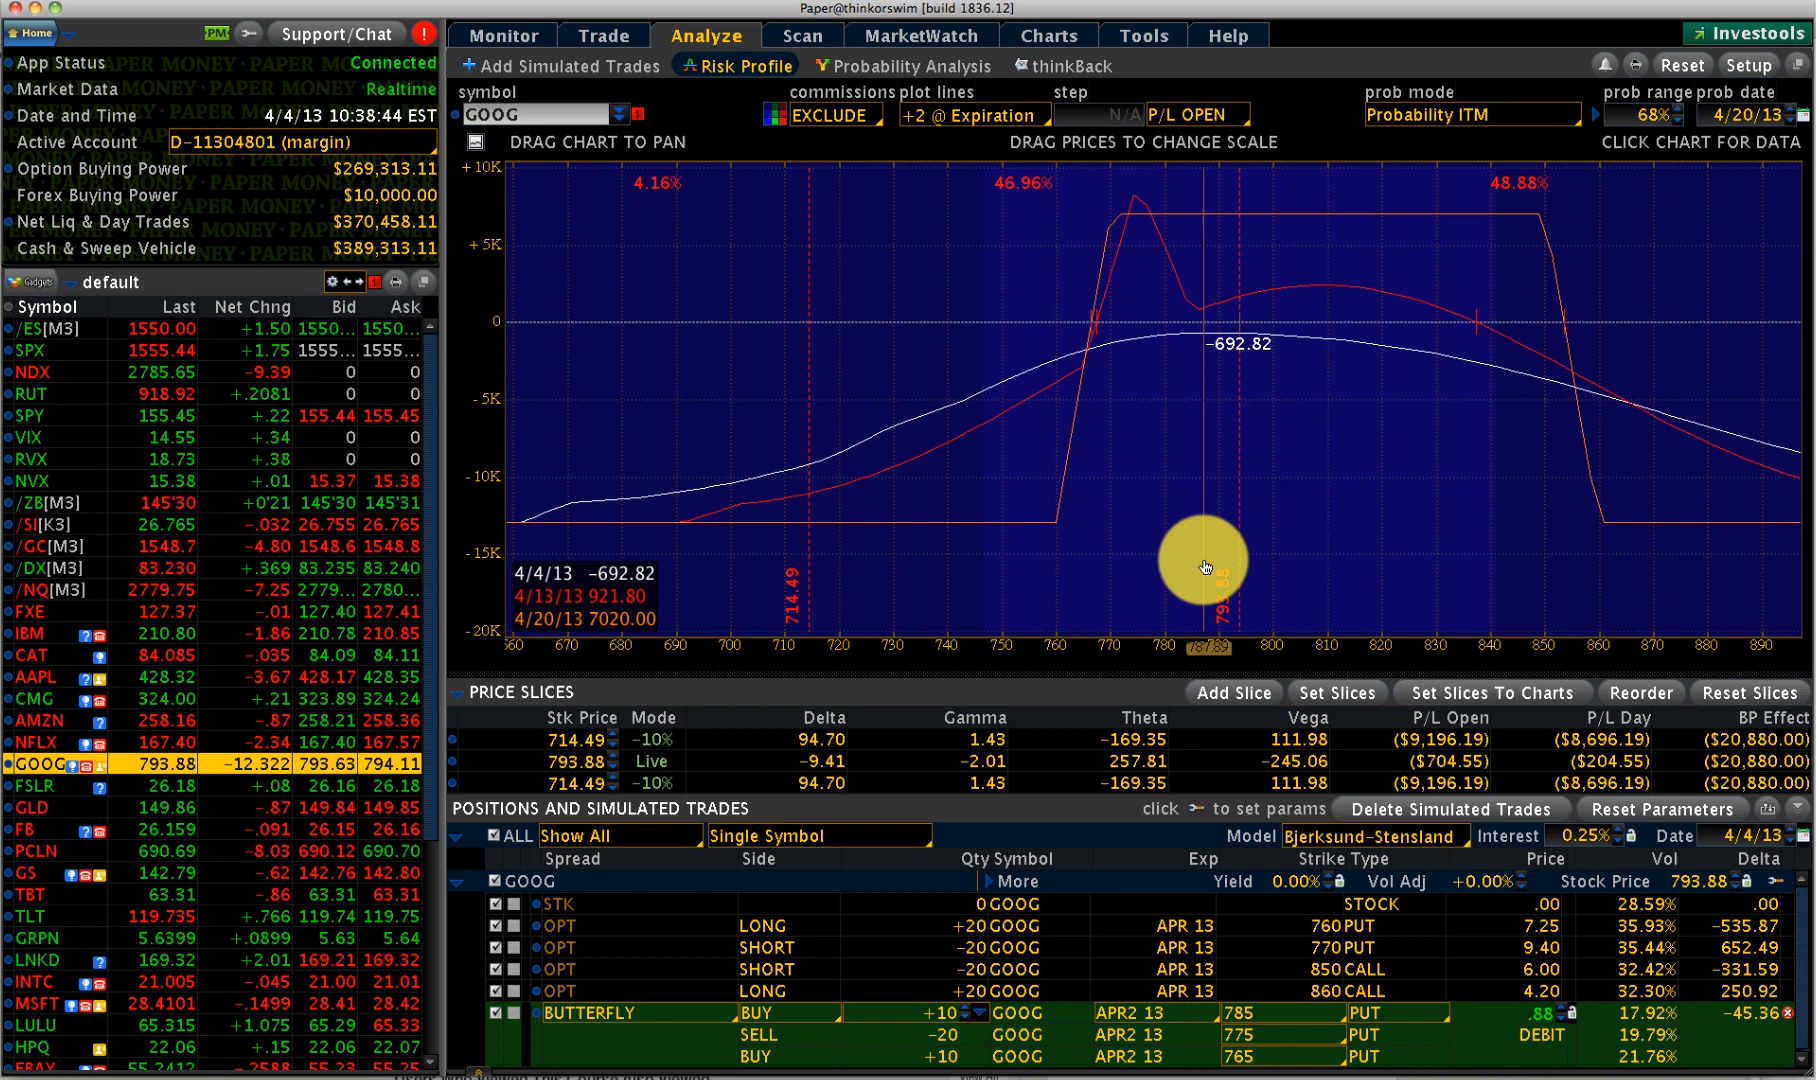 Paper@thinkorswim [build 1836.12]
Home PM Support/Chat !
App Status Connected
Market Data Realtime
Date and Time 4/4/13 10:38:44 EST
Active Account D-11304801 (margin)
Option Buying Power $269,313.11
Forex Buying Power $10,000.00
Net Liq & Day Trades $370,458.11
Cash & Sweep Vehicle $389,313.11
Gadgets default 1
Symbol Last Net Chng Bid Ask
/ES[M3] 1550.00 +1.50 1550... 1550...
SPX 1555.44 +1.75 1555... 1555...
NDX 2785.65 -9.39 0 0
RUT 918.92 +.2081 0 0
SPY 155.45 +.22 155.44 155.45
VIX 14.55 +.34 0 0
RVX 18.73 +.38 0 0
NVX 15.38 +.01 15.37 15.38
/ZB[M3] 145'30 +0'21 145'30 145'31
/SI[K3] 26.765 -.032 26.755 26.765
/GC[M3] 1548.7 -4.80 1548.6 1548.8
/DX[M3] 83.230 +.369 83.235 83.240
/NQ[M3] 2779.75 -7.25 2779... 2780...
FXE 127.37 -.01 127.40 127.41
IBM 210.80 -1.86 210.78 210.85
CAT 84.085 -.035 84.09 84.11
AAPL 428.32 -3.67 428.17 428.35
CMG 324.00 +.21 323.89 324.24
AMZN 258.16 -.87 258.21 258.36
NFLX 167.40 -2.34 167.40 167.57
GOOG 793.88 -12.322 793.63 794.11
FSLR 26.18 +.08 26.16 26.18
GLD 149.86 -.87 149.84 149.85
FB 26.159 -.091 26.15 26.16
PCLN 690.69 -8.03 690.12 690.70
GS 142.79 -.62 142.76 142.80
TBT 63.31 -.86 63.31 63.31
TLT 119.735 +.766 119.74 119.75
GRPN 5.6399 +.0899 5.63 5.64
LNKD 169.32 +2.01 169.21 169.32
INTC 21.005 -.045 21.00 21.01
MSFT 28.4101 -.1499 28.41 28.42
LULU 65.315 +1.075 65.29 65.33
HPQ 22.06 +.15 22.06 22.07
EBAY 55.2412 -.2588 55.23 55.25
Monitor Trade Analyze Scan MarketWatch Charts Tools Help Investools
Add Simulated Trades Risk Profile Probability Analysis thinkBack Reset Setup
symbol commissions plot lines step prob mode prob range prob date
GOOG 1 EXCLUDE +2 @ Expiration N/A P/L OPEN Probability ITM 68% 4/20/13
DRAG CHART TO PAN DRAG PRICES TO CHANGE SCALE CLICK CHART FOR DATA
+10K
4.16% 46.96% 48.88%
+5K
0
-692.82
-5K
-10K
-15K
-20K
714.49
793.88
4/4/13 -692.82
4/13/13 921.80
4/20/13 7020.00
670 680 690 700 710 720 730 740 750 760 770 780 787.89 800 810 820 830 840 850 860 870 880 890
PRICE SLICES Add Slice Set Slices Set Slices To Charts Reorder Reset Slices
Stk Price Mode Delta Gamma Theta Vega P/L Open P/L Day BP Effect
714.49 -10% 94.70 1.43 -169.35 111.98 ($9,196.19) ($8,696.19) ($20,880.00)
793.88 Live -9.41 -2.01 257.81 -245.06 ($704.55) ($204.55) ($20,880.00)
714.49 -10% 94.70 1.43 -169.35 111.98 ($9,196.19) ($8,696.19) ($20,880.00)
POSITIONS AND SIMULATED TRADES click to set params Delete Simulated Trades Reset Parameters
ALL Show All Single Symbol Model Bjerksund-Stensland Interest 0.25% Date 4/4/13
Spread Side Qty Symbol Exp Strike Type Price Vol Delta
GOOG More Yield 0.00% Vol Adj +0.00% Stock Price 793.88
STK 0 GOOG STOCK .00 28.59% .00
OPT LONG +20 GOOG APR 13 760 PUT 7.25 35.93% -535.87
OPT SHORT -20 GOOG APR 13 770 PUT 9.40 35.44% 652.49
OPT SHORT -20 GOOG APR 13 850 CALL 6.00 32.42% -331.59
OPT LONG +20 GOOG APR 13 860 CALL 4.20 32.30% 250.92
BUTTERFLY BUY +10 GOOG APR2 13 785 PUT .88 17.92% -45.36
SELL -20 GOOG APR2 13 775 PUT DEBIT 19.79%
BUY +10 GOOG APR2 13 765 PUT 21.76%